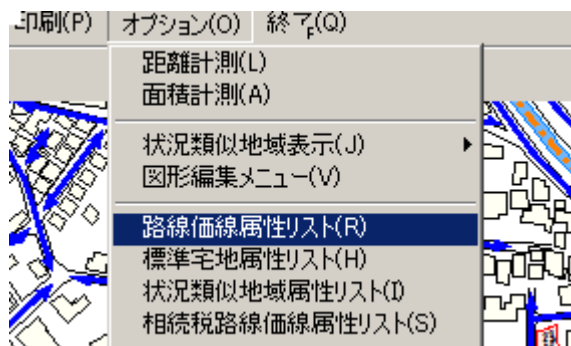 印刷(P) オプション(O) 終了(Q)
距離計測(L)
面積計測(A)
状況類似地域表示(J)
図形編集メニュー(V)
路線価線属性リスト(R)
標準宅地属性リスト(H)
状況類似地域属性リスト(I)
相続税路線価線属性リスト(S)